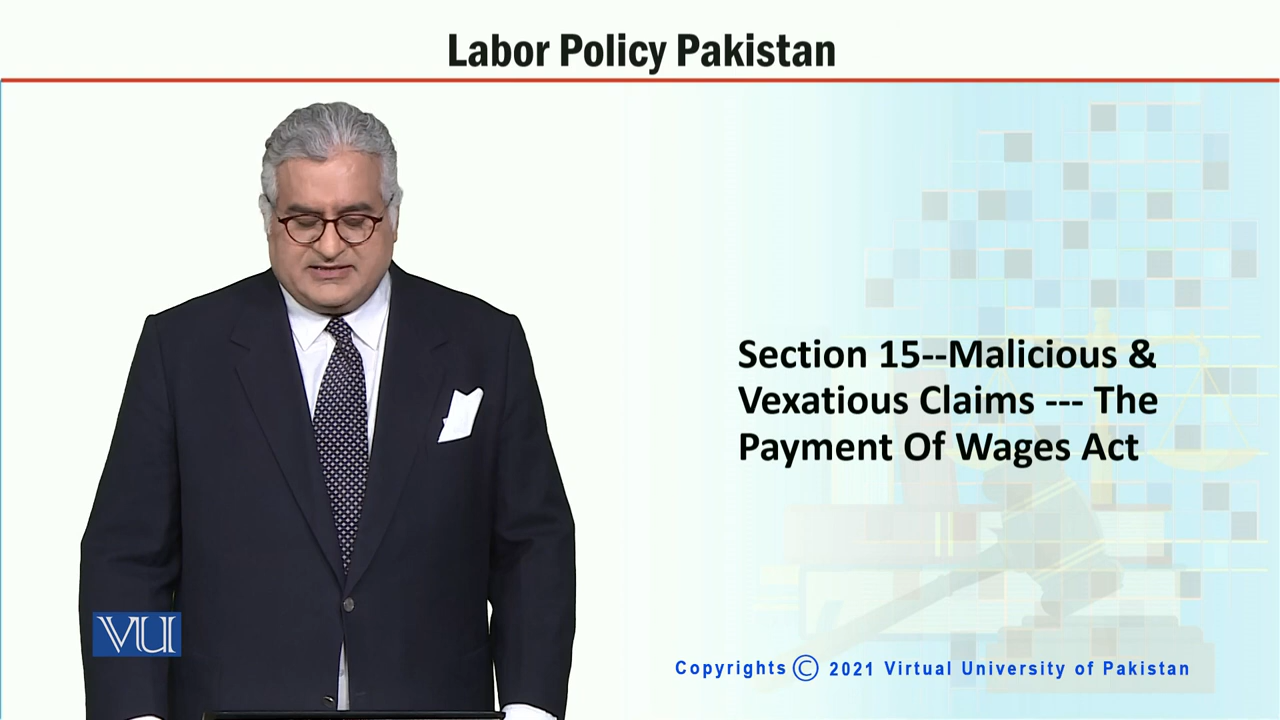 Labor Policy Pakistan
Section 15--Malicious &
Vexatious Claims --- The
Payment Of Wages Act
VU
Copyrights © 2021 Virtual University of Pakistan